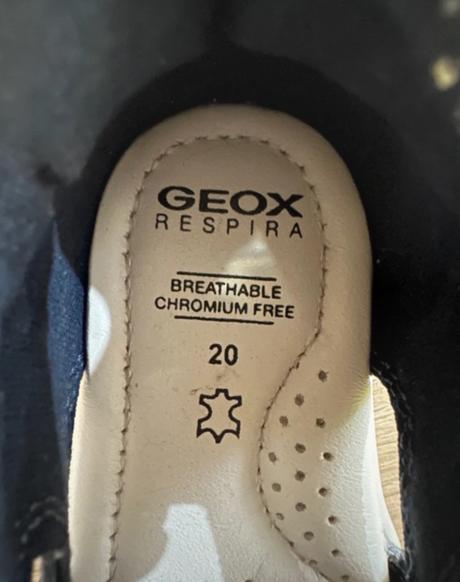 GEOX
RESPIRA
BREATHABLE
CHROMIUM FREE
20